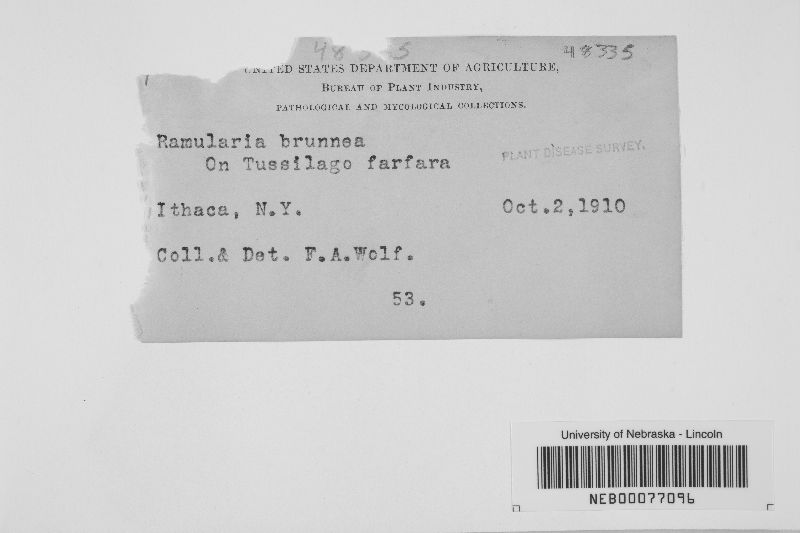 48335
UNITED STATES DEPARTMENT OF AGRICULTURE,
BUREAU OF PLANT INDUSTRY,
PATHOLOGICAL AND MYCOLOGICAL COLLECTIONS.
Ramularia brunnea
On Tussilago farfara
PLANT DISEASE SURVEY.
Ithaca, N.Y. Oct.2,1910
Coll.& Det. F.A.Wolf.
53.
University of Nebraska - Lincoln
NEB00077096